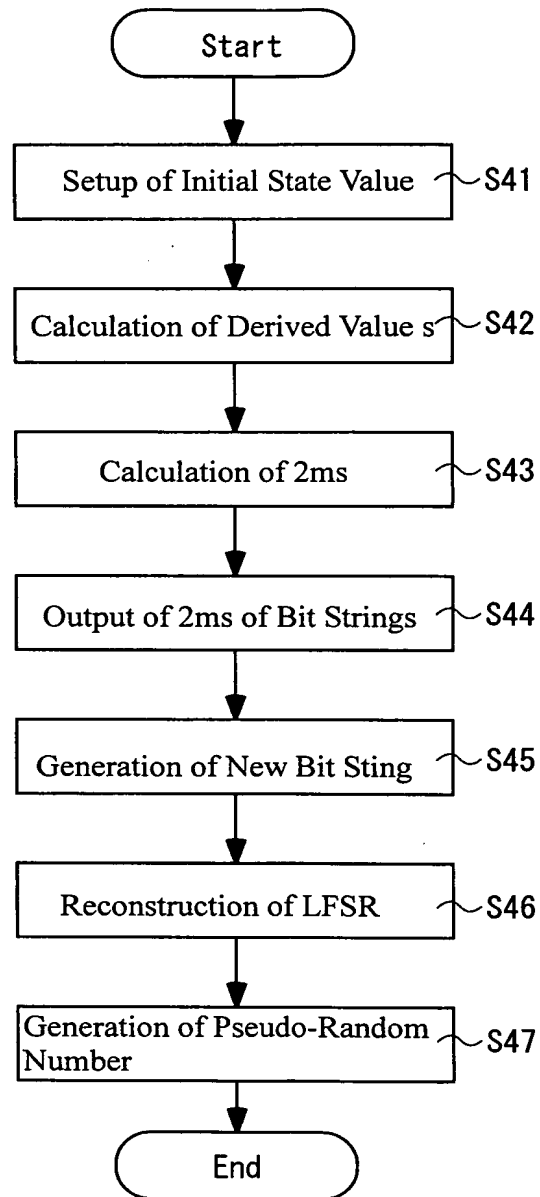 Start
Setup of Initial State Value S41
Calculation of Derived Value s S42
Calculation of 2ms S43
Output of 2ms of Bit Strings S44
Generation of New Bit Sting S45
Reconstruction of LFSR S46
Generation of Pseudo-Random
Number S47
End